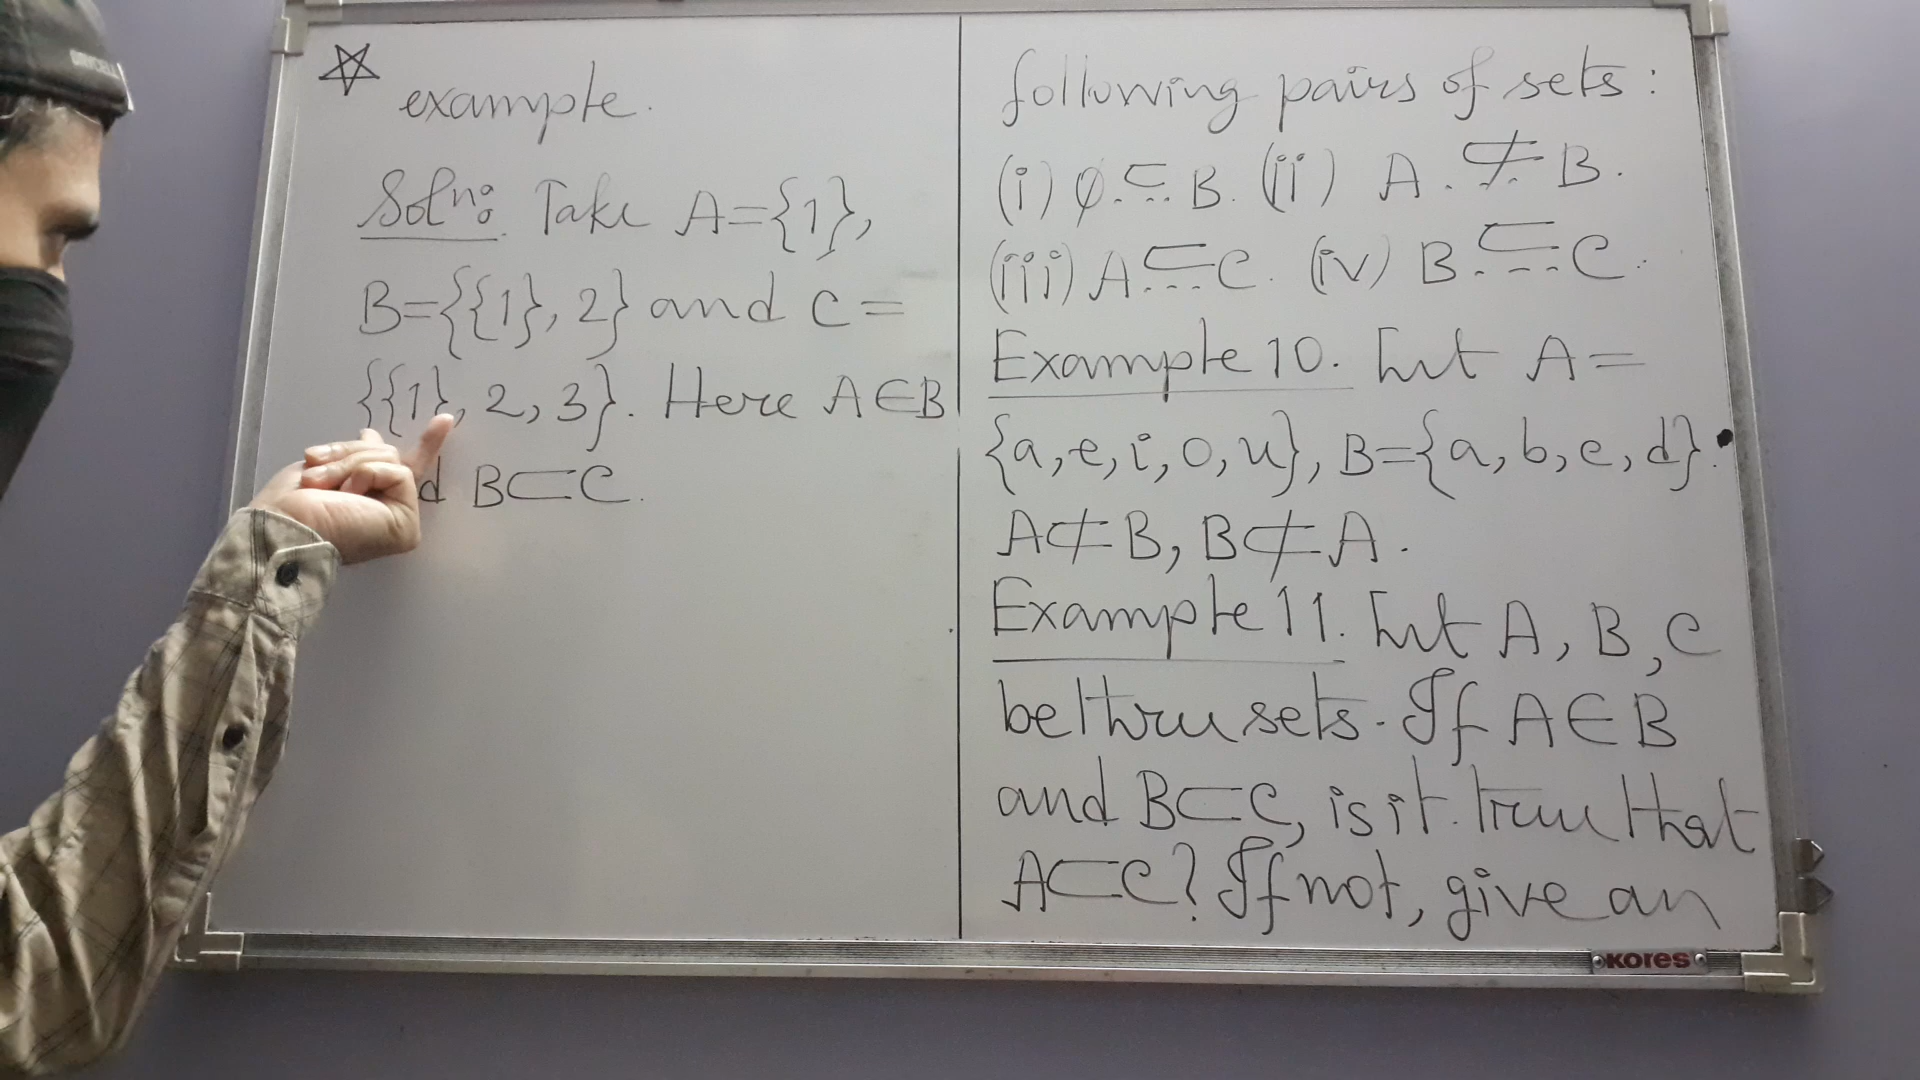 example.
Soln: Take A={1},
B={{1}, 2} and C =
{{1}, 2, 3}. Here A∈B
d B⊂C.
following pairs of sets :
(i) φ.⊂.B. (ii) A.⊄.B.
(iii) A...⊂...C. (iv) B.⊂...C.
Example 10. Let A =
{a, e, i, o, u}, B={a, b, c, d}.
A⊄B, B⊄A.
Example 11. Let A, B, C
be three sets. If A∈B
and B⊂C, is it true that
A⊂C? If not, give an
KORES